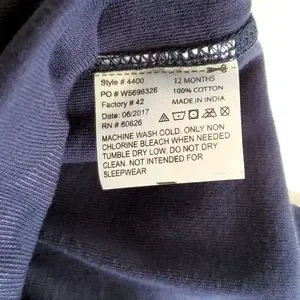 Style # 4400
PO # W5696326
Factory # 42
Date: 06/2017
RN # 60626
12 MONTHS
100% COTTON
MADE IN INDIA
MACHINE WASH COLD. ONLY NON
CHLORINE BLEACH WHEN NEEDED
TUMBLE DRY LOW. DO NOT DRY
CLEAN. NOT INTENDED FOR
SLEEPWEAR